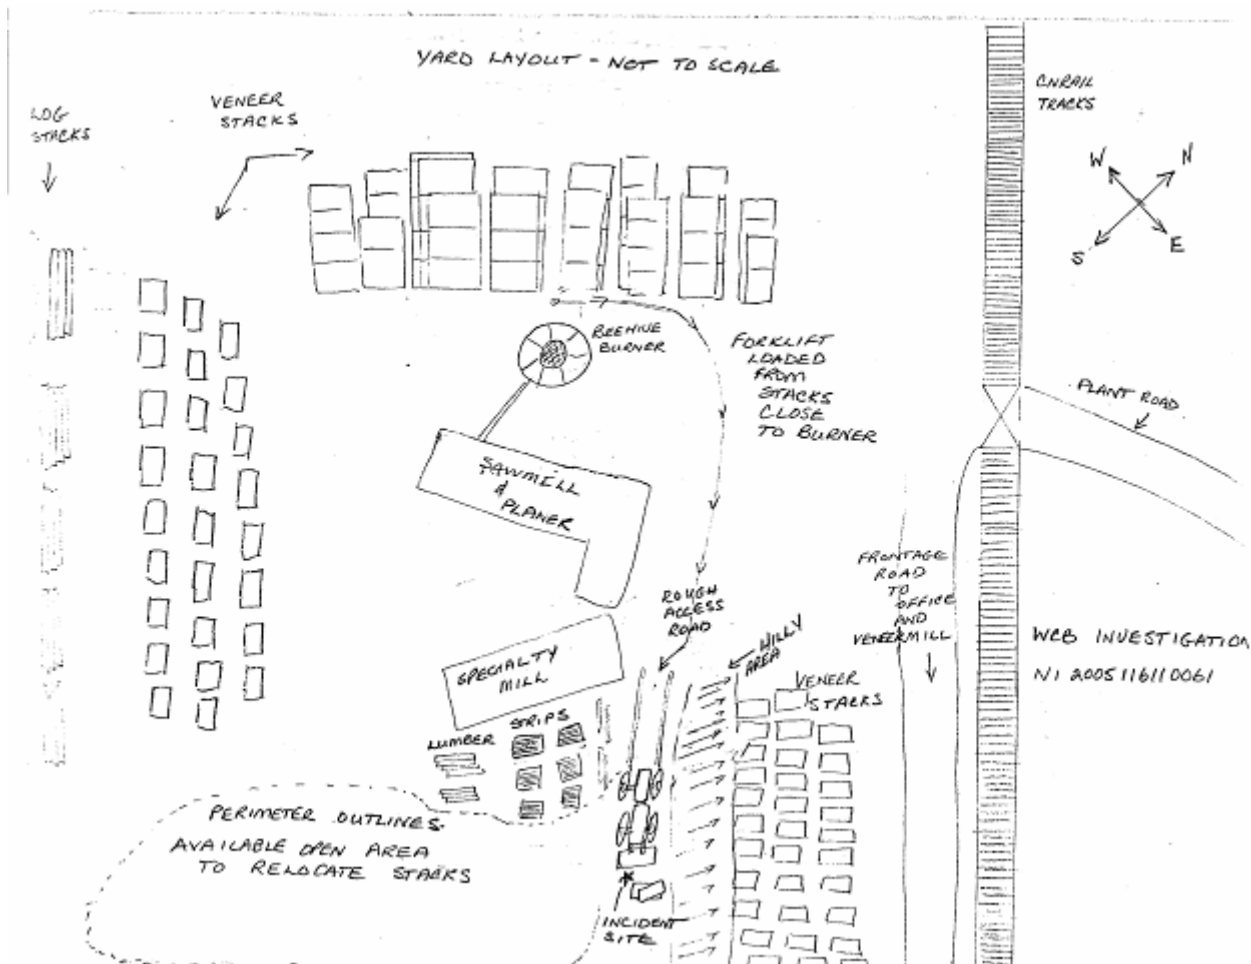 YARD LAYOUT - NOT TO SCALE
LOG
STACKS
VENEER
STACKS
CNRAIL
TRACKS
W
N
S
E
BEEHIVE
BURNER
FORKLIFT
LOADED
FROM
STACKS
CLOSE
TO BURNER
PLANT ROAD
SAWMILL
&
PLANER
FRONTAGE
ROAD
TO
OFFICE
AND
VENEERMILL
ROUGH
ACCESS
ROAD
HILLY
AREA
WCB INVESTIGATION
NI 2005116110061
SPECIALTY
MILL
VENEER
STACKS
LUMBER
STRIPS
PERIMETER OUTLINES
AVAILABLE OPEN AREA
TO RELOCATE STACKS
INCIDENT
SITE